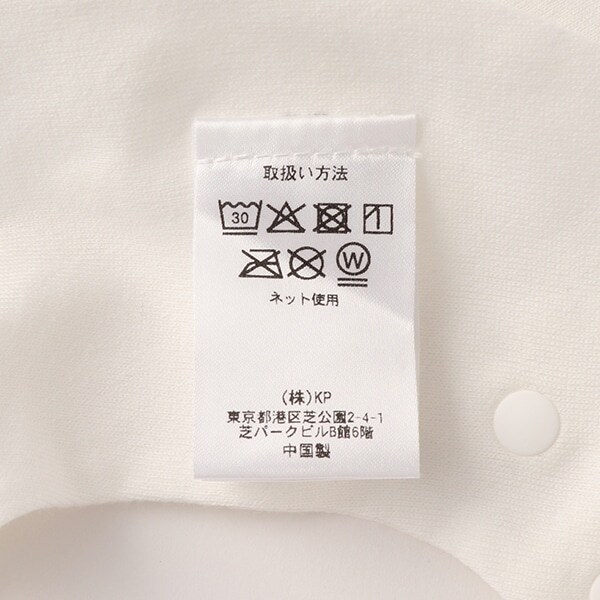 取扱い方法
30
W
ネット使用
(株)KP
東京都港区芝公園2-4-1
芝パークビルB館6階
中国製